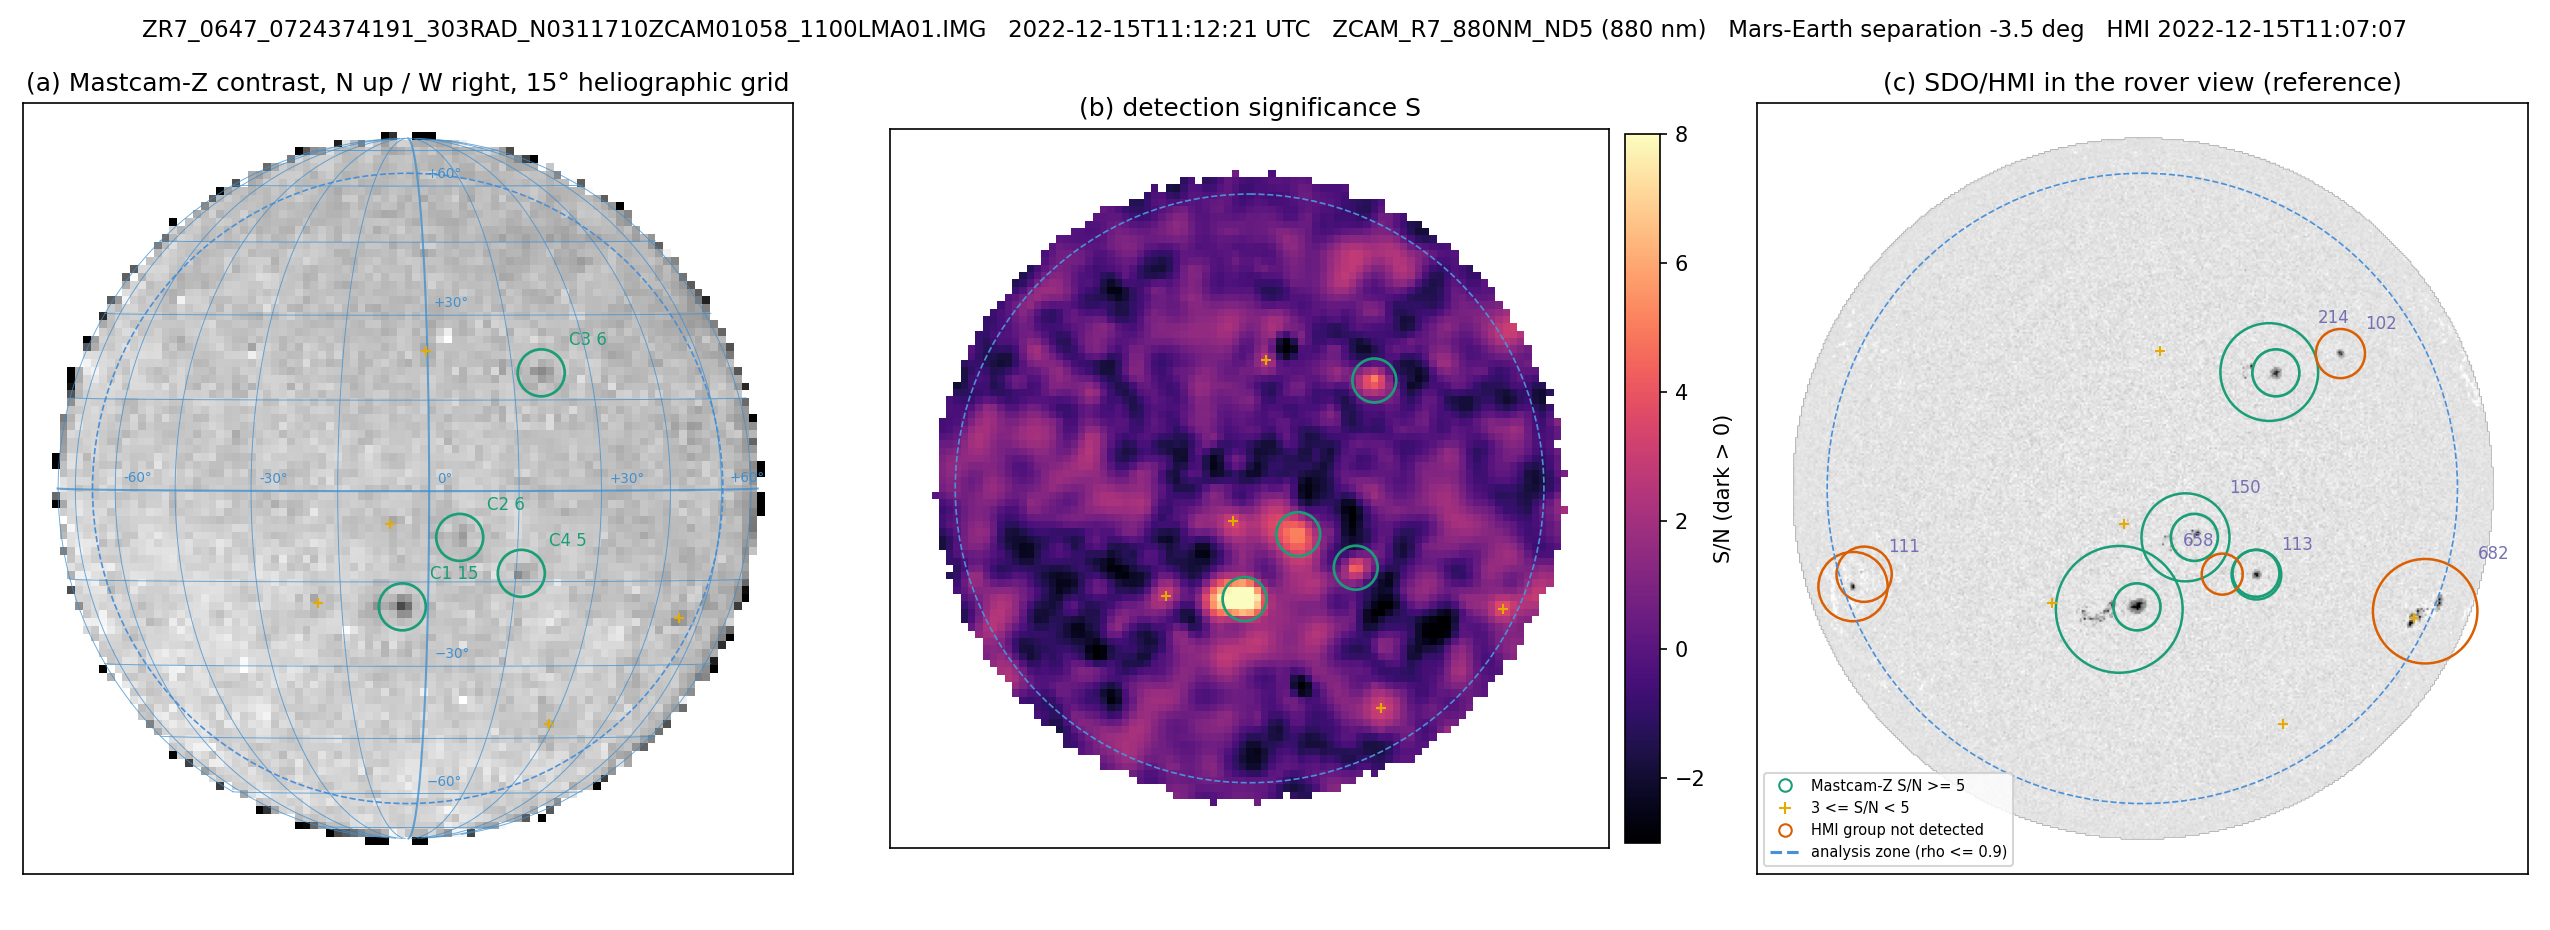 ZR7_0647_0724374191_303RAD_N0311710ZCAM01058_1100LMA01.IMG   2022-12-15T11:12:21 UTC   ZCAM_R7_880NM_ND5 (880 nm)   Mars-Earth separation -3.5 deg   HMI 2022-12-15T11:07:07
(a) Mastcam-Z contrast, N up / W right, 15° heliographic grid
+60°
+30°
C3 6
-60°
-30°
0°
+30°
+60°
C2 6
C4 5
C1 15
−30°
−60°
(b) detection significance S
8
6
4
2
0
−2
S/N (dark > 0)
(c) SDO/HMI in the rover view (reference)
214
102
150
658
113
111
682
Mastcam-Z S/N >= 5
3 <= S/N < 5
HMI group not detected
analysis zone (rho <= 0.9)